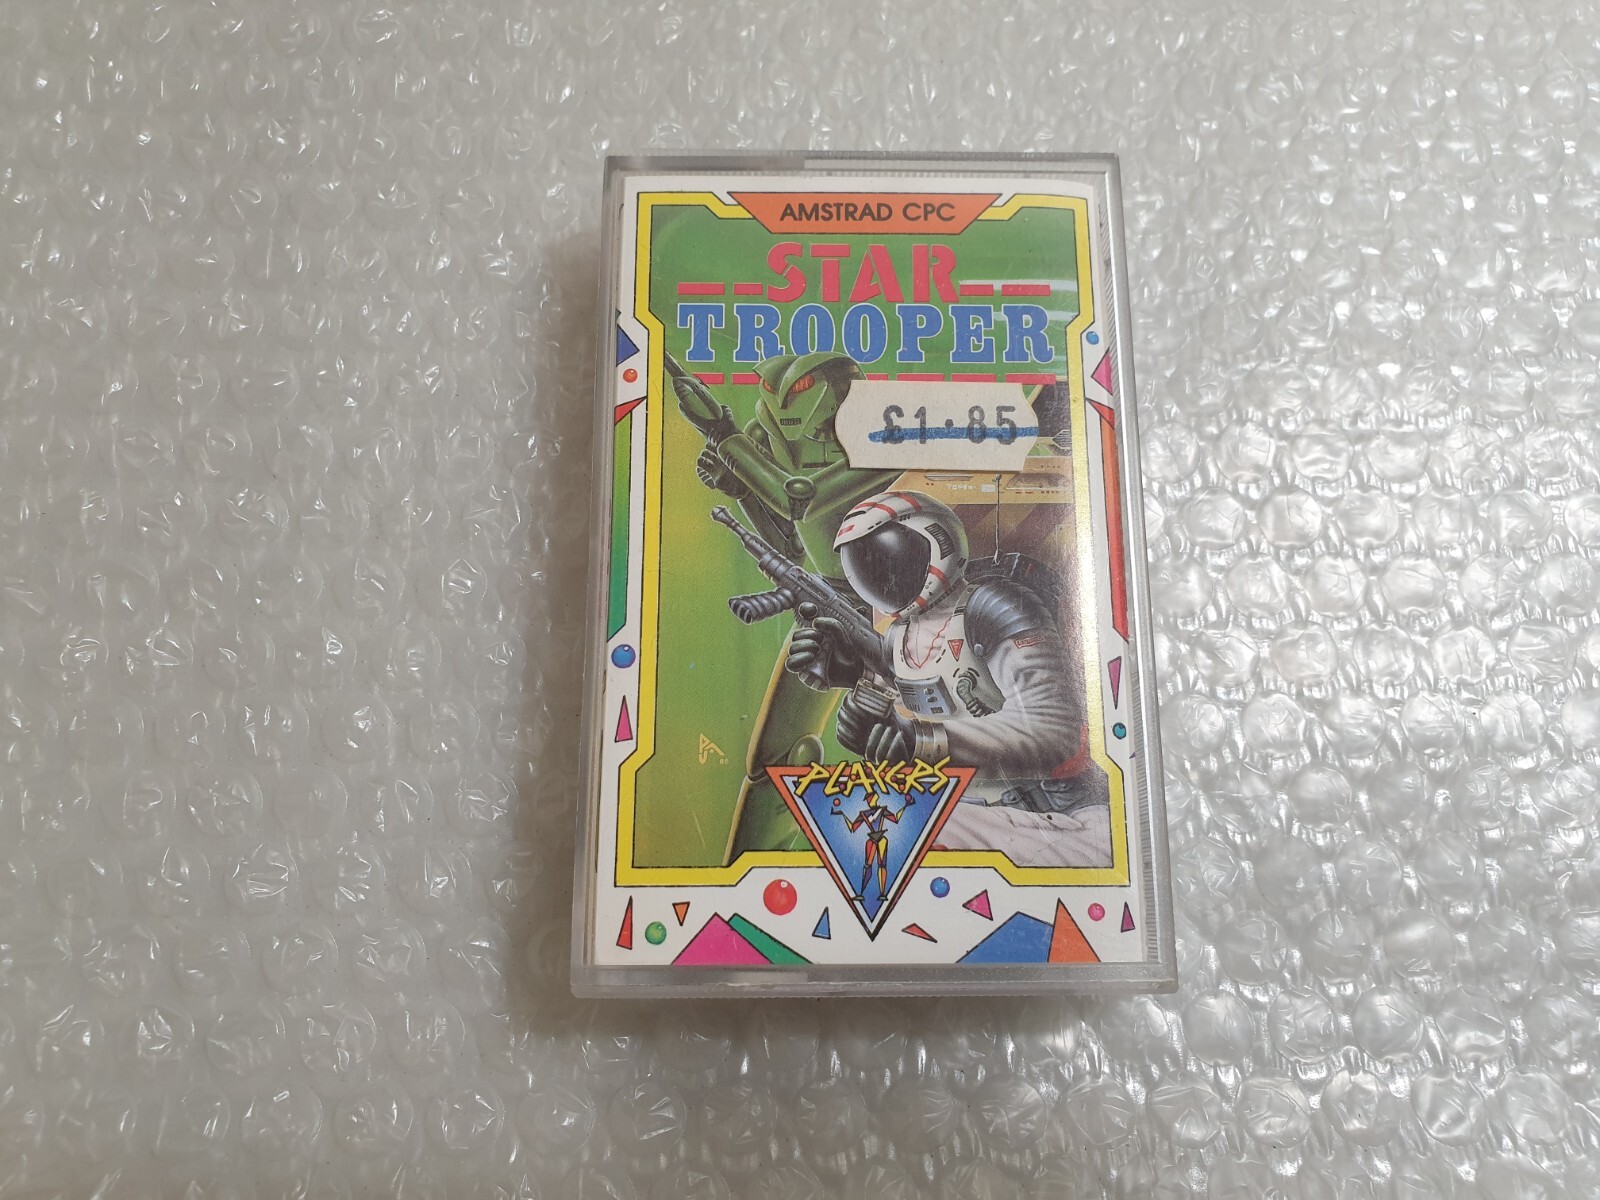 AMSTRAD CPC
STAR
TROOPER
£1.85
PLAYERS